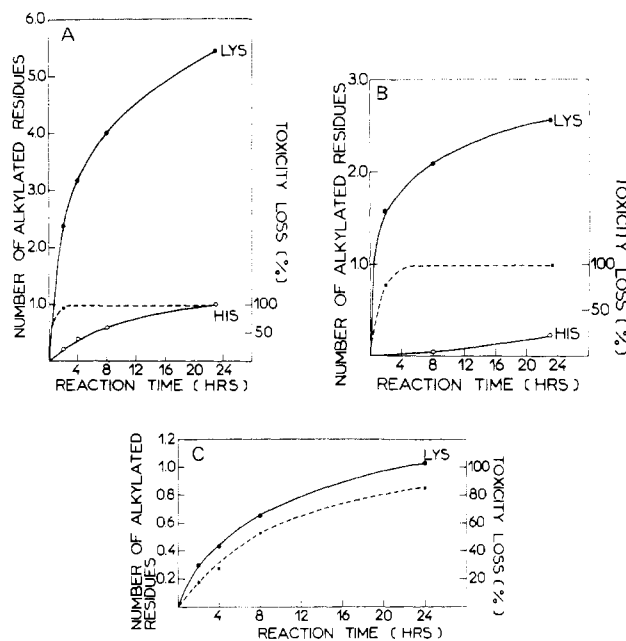 A
6.0
5.0
4.0
3.0
2.0
1.0
LYS
HIS
100
50
NUMBER OF ALKYLATED RESIDUES
TOXICITY LOSS (%)
4 8 12 16 20 24
REACTION TIME (HRS)
B
3.0
2.0
1.0
LYS
HIS
100
50
NUMBER OF ALKYLATED RESIDUES
TOXICITY LOSS (%)
4 8 12 16 20 24
REACTION TIME (HRS)
C
1.2
1.0
0.8
0.6
0.4
0.2
LYS
100
80
60
40
20
NUMBER OF ALKYLATED
RESIDUES
TOXICITY LOSS (%)
4 8 12 16 20 24
REACTION TIME (HRS)